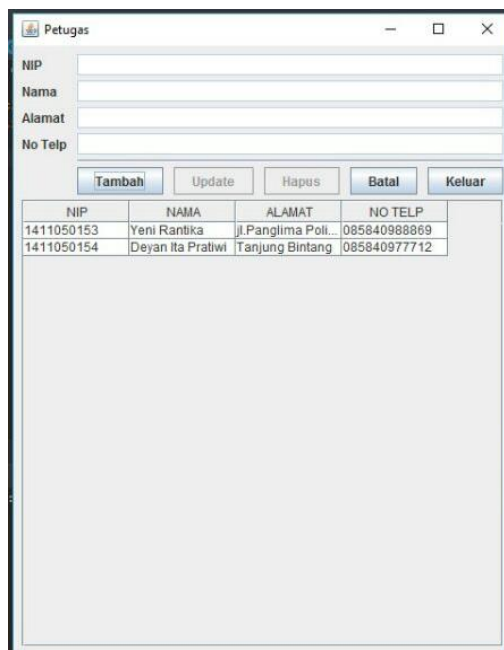 Petugas
NIP
Nama
Alamat
No Telp
Tambah Update Hapus Batal Keluar
NIP NAMA ALAMAT NO TELP
1411050153 Yeni Rantika jl.Panglima Poli... 085840988869
1411050154 Deyan Ita Pratiwi Tanjung Bintang 085840977712